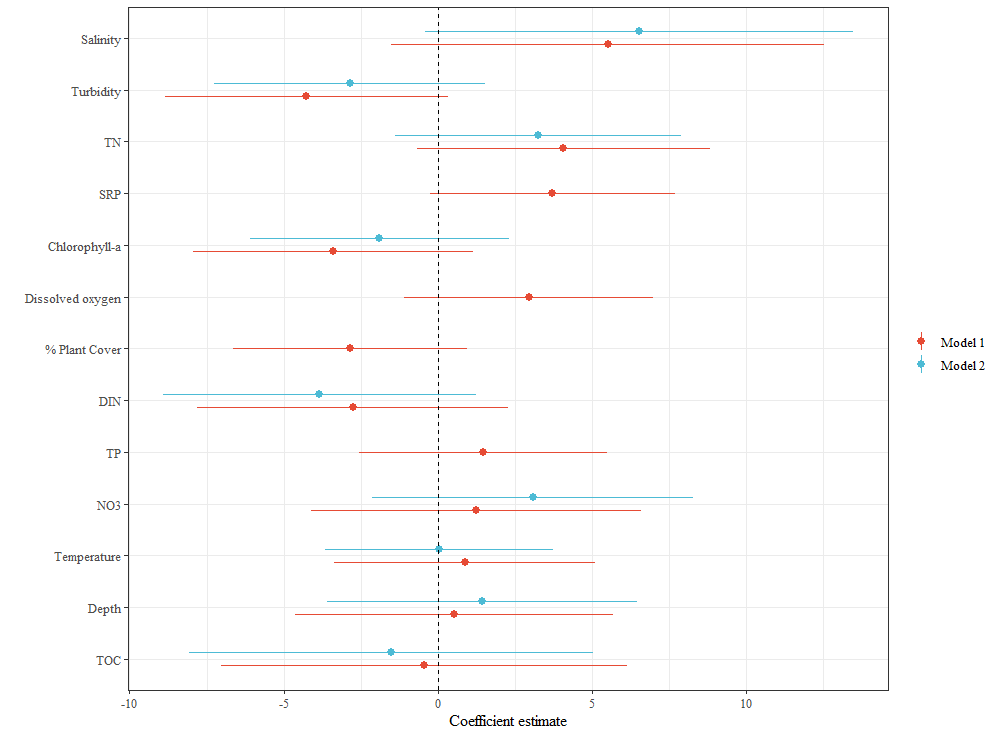 Salinity
Turbidity
TN
SRP
Chlorophyll-a
Dissolved oxygen
% Plant Cover
DIN
TP
NO3
Temperature
Depth
TOC
-10 -5 0 5 10
Coefficient estimate
Model 1
Model 2